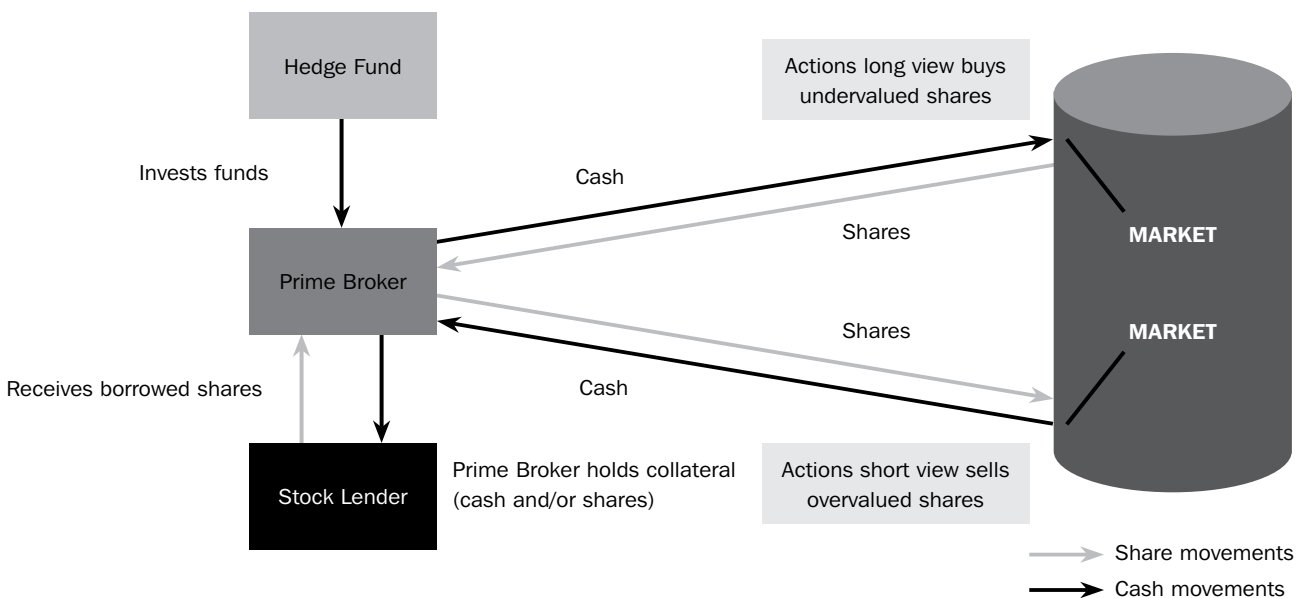 Hedge Fund
Actions long view buys
undervalued shares
Invests funds
Cash
Shares
MARKET
Prime Broker
Shares
MARKET
Receives borrowed shares
Cash
Prime Broker holds collateral
(cash and/or shares)
Stock Lender
Actions short view sells
overvalued shares
Share movements
Cash movements